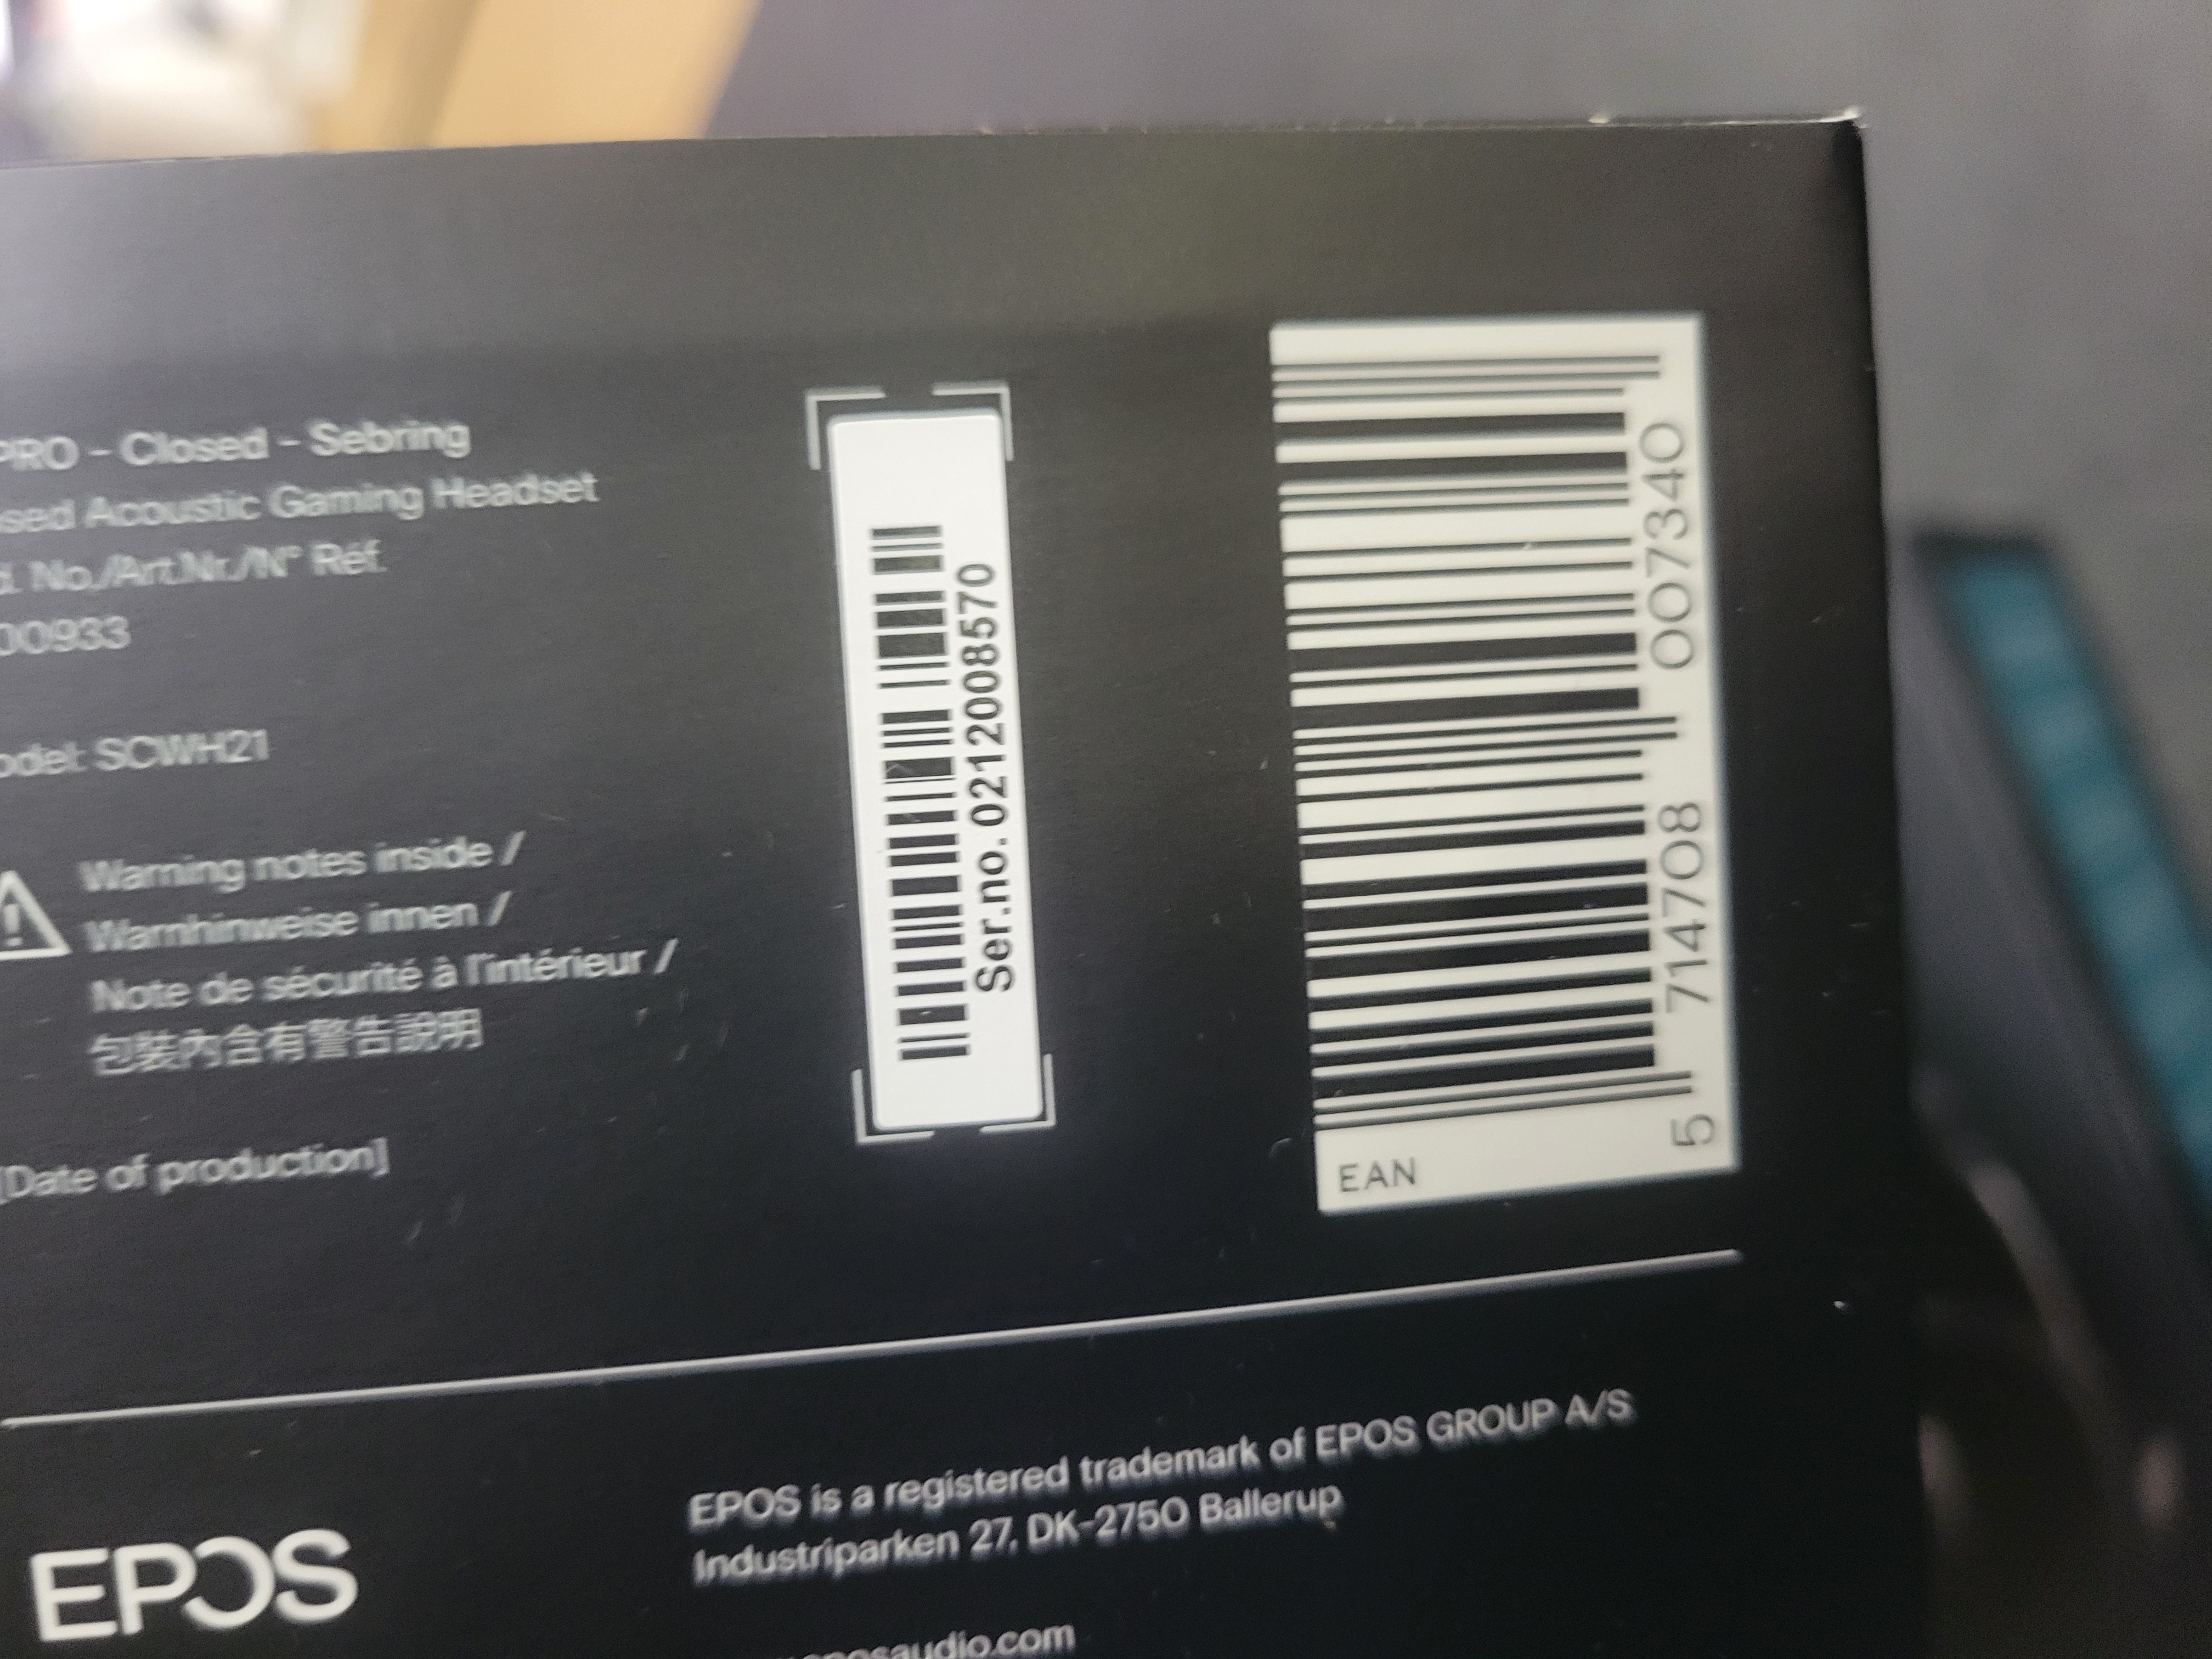 PRO - Closed - Sebring
sed Acoustic Gaming Headset
d. No./Art.Nr./N° Réf.
00933
odel: SCWH21
Warning notes inside /
Warnhinweise innen /
Note de sécurité à l'intérieur /
包裝內含有警告說明
[Date of production]
Ser.no. 0212008570
5 714708 007340
EAN
EPOS
EPOS is a registered trademark of EPOS GROUP A/S
Industriparken 27, DK-2750 Ballerup
eposaudio.com